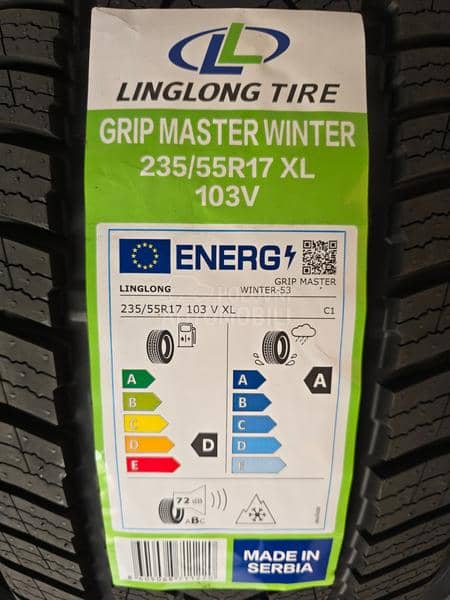 LINGLONG TIRE
GRIP MASTER WINTER
235/55R17 XL
103V
ENERG
LINGLONG
GRIP MASTER
WINTER-53
235/55R17 103 V XL
C1
A
B
C
D
E
D
A
B
C
D
E
A
72 dB
ABC
MADE IN
SERBIA